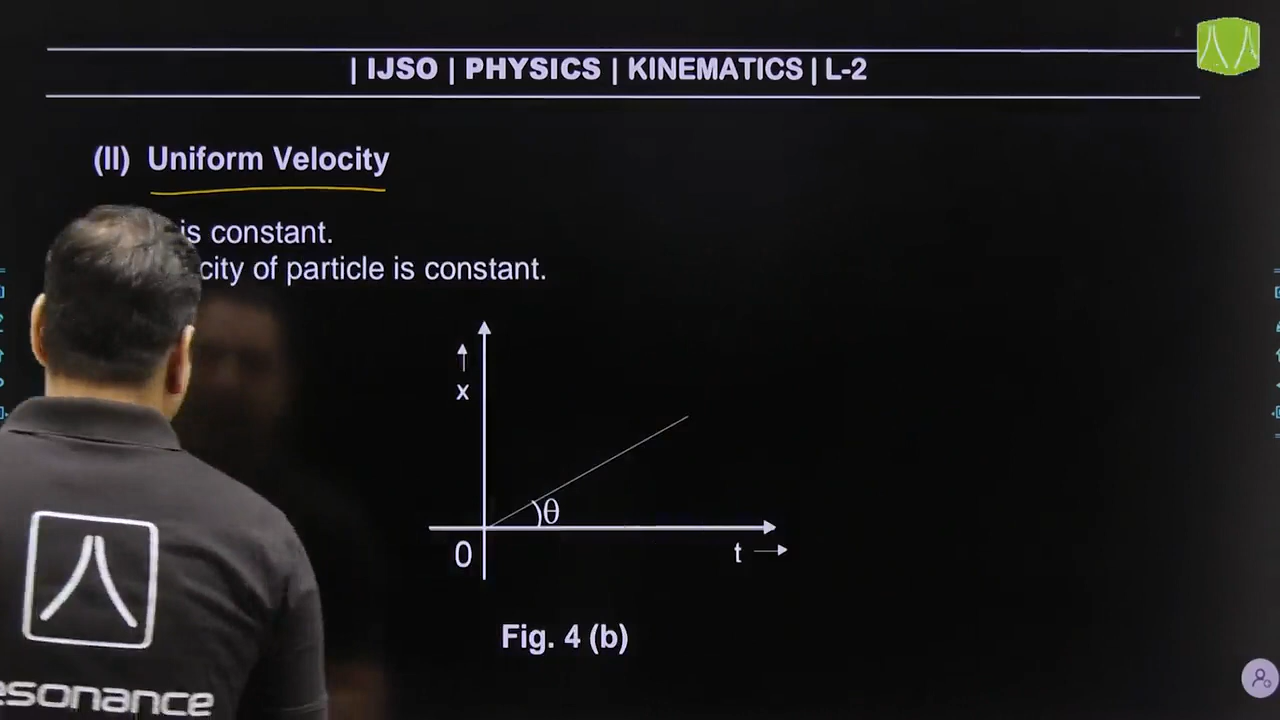 | IJSO | PHYSICS | KINEMATICS | L-2
(II) Uniform Velocity
is constant.
city of particle is constant.
x
θ
0
t
Fig. 4 (b)
esonance